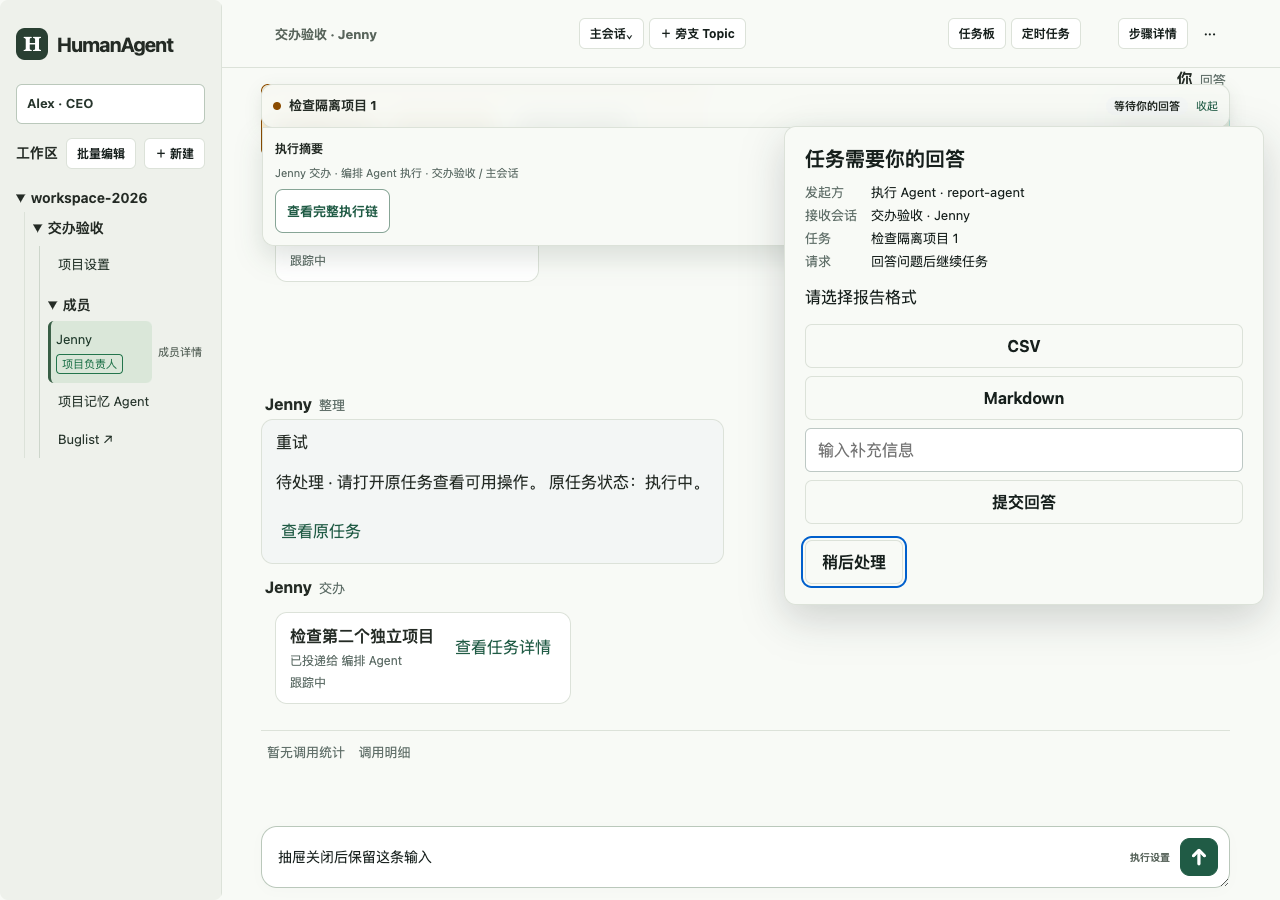 H HumanAgent
Alex · CEO
工作区 批量编辑 + 新建
▼ workspace-2026
▼ 交办验收
项目设置
▼ 成员
Jenny
项目负责人
成员详情
项目记忆 Agent
Buglist ↗
交办验收 · Jenny
主会话⌄ + 旁支 Topic
任务板 定时任务 步骤详情 ···
你 回答
检查隔离项目 1
等待你的回答 收起
执行摘要
Jenny 交办 · 编排 Agent 执行 · 交办验收 / 主会话
查看完整执行链
跟踪中
Jenny 整理
重试
待处理 · 请打开原任务查看可用操作。 原任务状态：执行中。
查看原任务
Jenny 交办
检查第二个独立项目
已投递给 编排 Agent
跟踪中
查看任务详情
暂无调用统计 调用明细
抽屉关闭后保留这条输入
执行设置
任务需要你的回答
发起方 执行 Agent · report-agent
接收会话 交办验收 · Jenny
任务 检查隔离项目 1
请求 回答问题后继续任务
请选择报告格式
CSV
Markdown
输入补充信息
提交回答
稍后处理